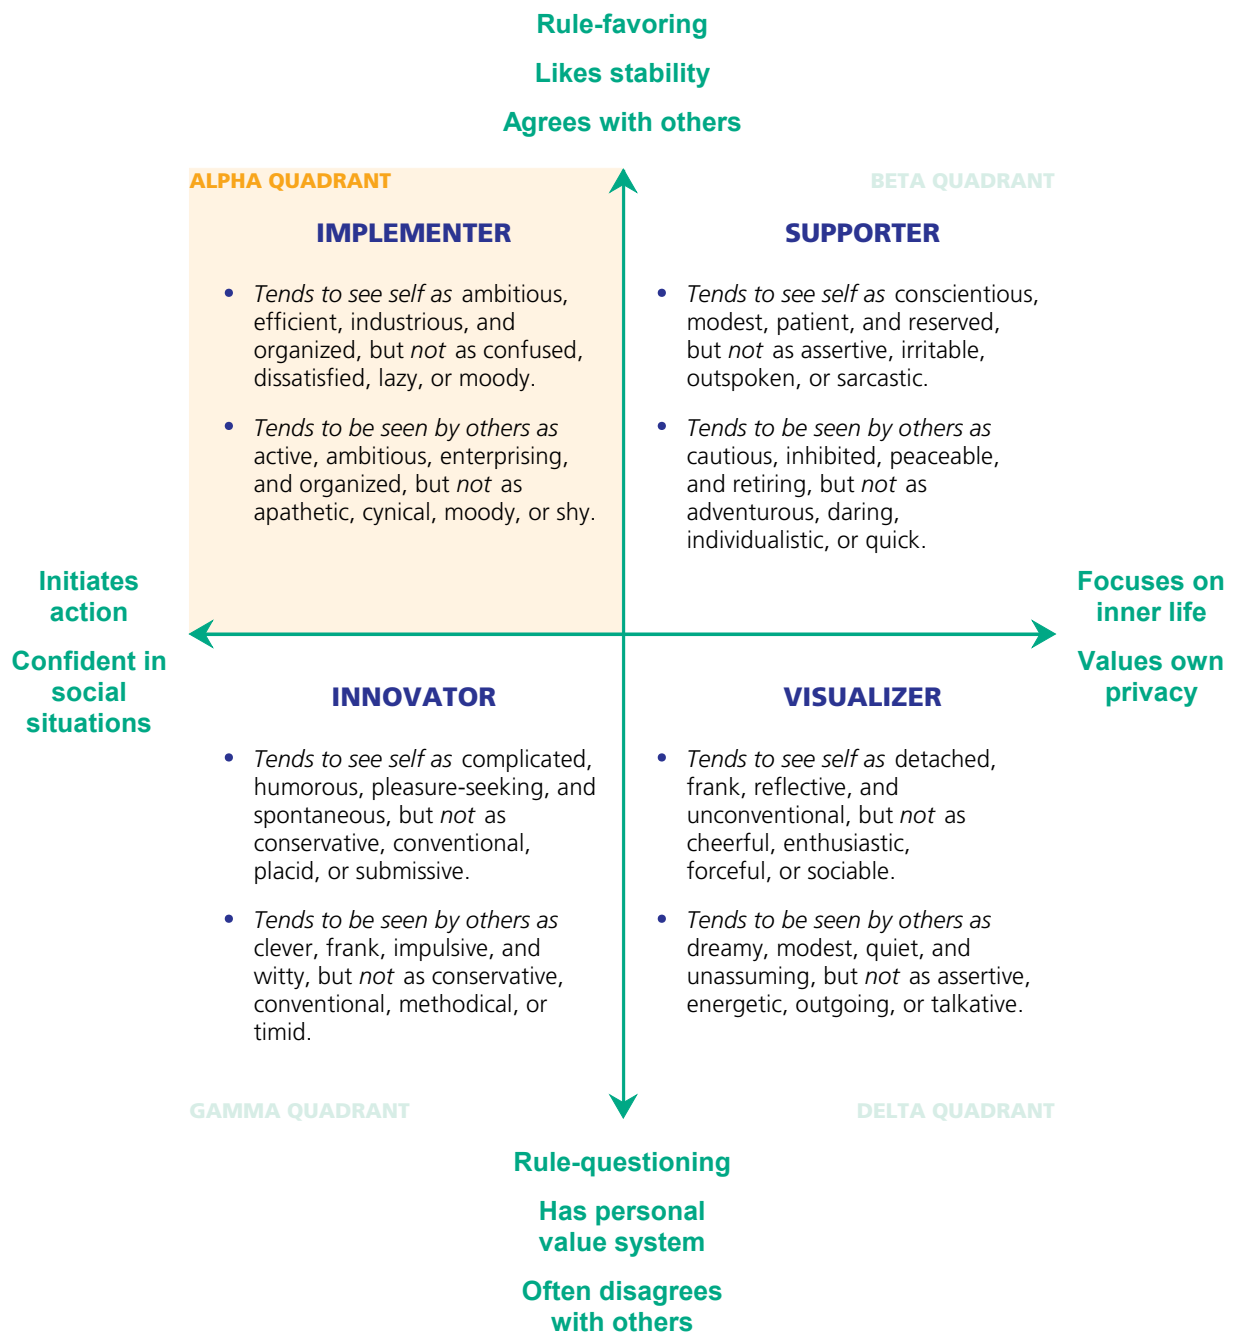 Rule-favoring
Likes stability
Agrees with others
ALPHA QUADRANT
IMPLEMENTER
• Tends to see self as ambitious,
efficient, industrious, and
organized, but not as confused,
dissatisfied, lazy, or moody.
• Tends to be seen by others as
active, ambitious, enterprising,
and organized, but not as
apathetic, cynical, moody, or shy.
BETA QUADRANT
SUPPORTER
• Tends to see self as conscientious,
modest, patient, and reserved,
but not as assertive, irritable,
outspoken, or sarcastic.
• Tends to be seen by others as
cautious, inhibited, peaceable,
and retiring, but not as
adventurous, daring,
individualistic, or quick.
Initiates
action
Confident in
social
situations
Focuses on
inner life
Values own
privacy
INNOVATOR
• Tends to see self as complicated,
humorous, pleasure-seeking, and
spontaneous, but not as
conservative, conventional,
placid, or submissive.
• Tends to be seen by others as
clever, frank, impulsive, and
witty, but not as conservative,
conventional, methodical, or
timid.
GAMMA QUADRANT
VISUALIZER
• Tends to see self as detached,
frank, reflective, and
unconventional, but not as
cheerful, enthusiastic,
forceful, or sociable.
• Tends to be seen by others as
dreamy, modest, quiet, and
unassuming, but not as assertive,
energetic, outgoing, or talkative.
DELTA QUADRANT
Rule-questioning
Has personal
value system
Often disagrees
with others